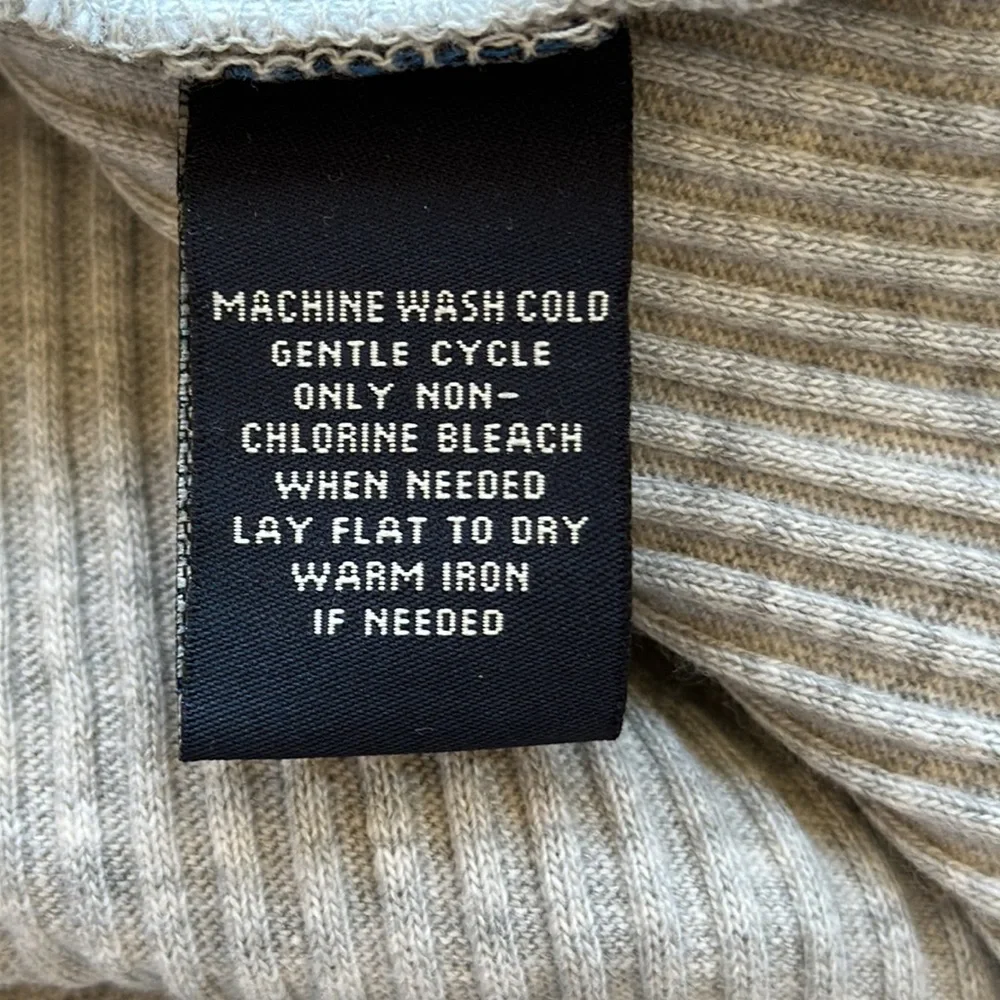 MACHINE WASH COLD
GENTLE CYCLE
ONLY NON-
CHLORINE BLEACH
WHEN NEEDED
LAY FLAT TO DRY
WARM IRON
IF NEEDED